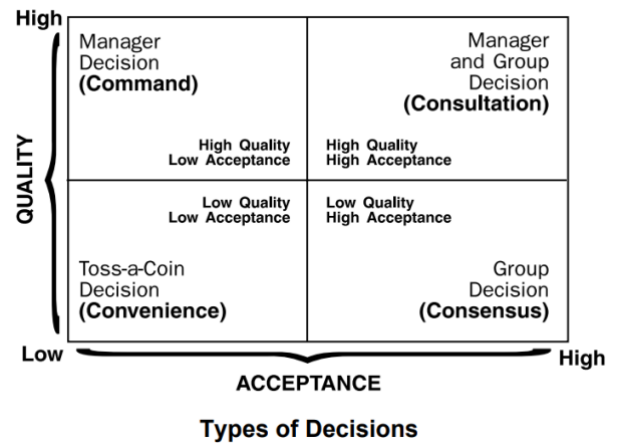 High
Manager
Decision
(Command)
High Quality
Low Acceptance
Manager
and Group
Decision
(Consultation)
High Quality
High Acceptance
QUALITY
Low Quality
Low Acceptance
Toss-a-Coin
Decision
(Convenience)
Low Quality
High Acceptance
Group
Decision
(Consensus)
Low
High
ACCEPTANCE
Types of Decisions